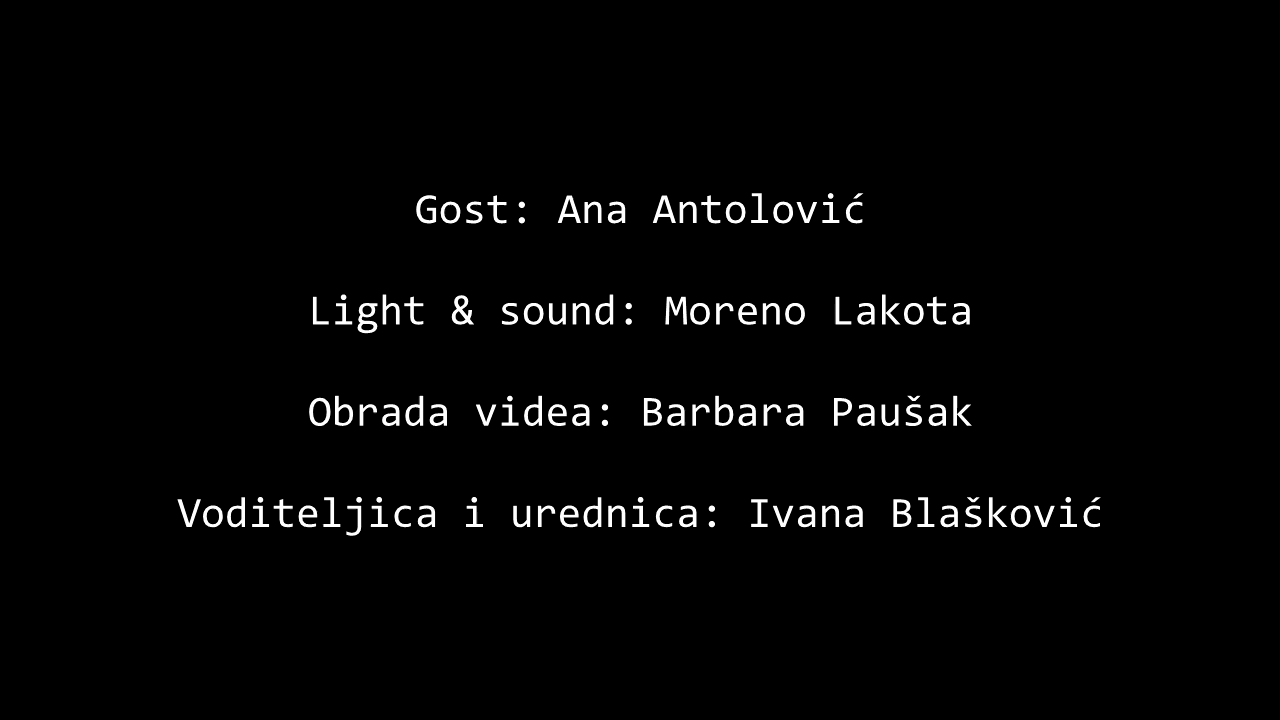 Gost: Ana Antolović
Light & sound: Moreno Lakota
Obrada videa: Barbara Paušak
Voditeljica i urednica: Ivana Blašković